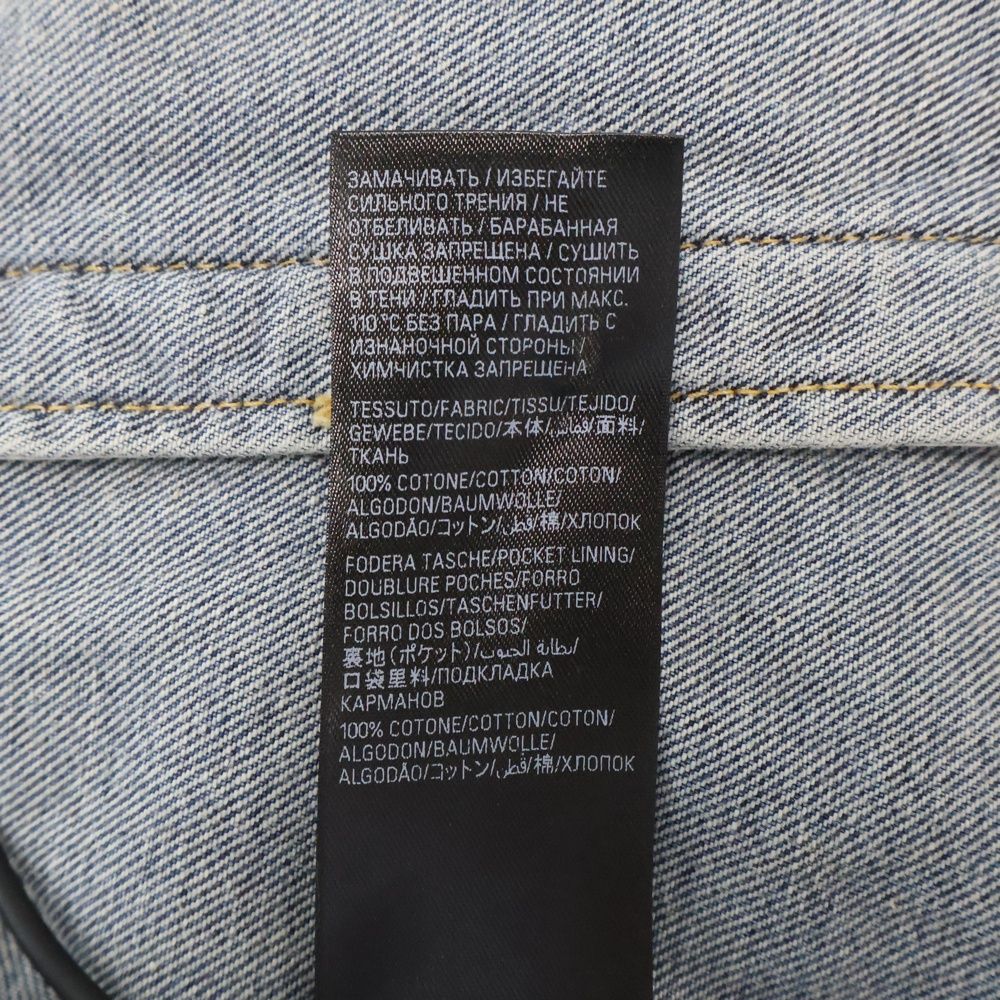 ЗАМАЧИВАТЬ / ИЗБЕГАЙТЕ
СИЛЬНОГО ТРЕНИЯ / НЕ
ОТБЕЛИВАТЬ / БАРАБАННАЯ
СУШКА ЗАПРЕЩЕНА / СУШИТЬ
В ПОДВЕШЕННОМ СОСТОЯНИИ
В ТЕНИ / ГЛАДИТЬ ПРИ МАКС.
110 °C БЕЗ ПАРА / ГЛАДИТЬ С
ИЗНАНОЧНОЙ СТОРОНЫ /
ХИМЧИСТКА ЗАПРЕЩЕНА
TESSUTO/FABRIC/TISSU/TEJIDO/
GEWEBE/TECIDO/本体/قماش/面料/
ТКАНЬ
100% COTONE/COTTON/COTON/
ALGODON/BAUMWOLLE/
ALGODÃO/コットン/قطن/棉/ХЛОПОК
FODERA TASCHE/POCKET LINING/
DOUBLURE POCHES/FORRO
BOLSILLOS/TASCHENFUTTER/
FORRO DOS BOLSOS/
裏地(ポケット)/بطانة الجيوب/
口袋里料/ПОДКЛАДКА
КАРМАНОВ
100% COTONE/COTTON/COTON/
ALGODON/BAUMWOLLE/
ALGODÃO/コットン/قطن/棉/ХЛОПОК